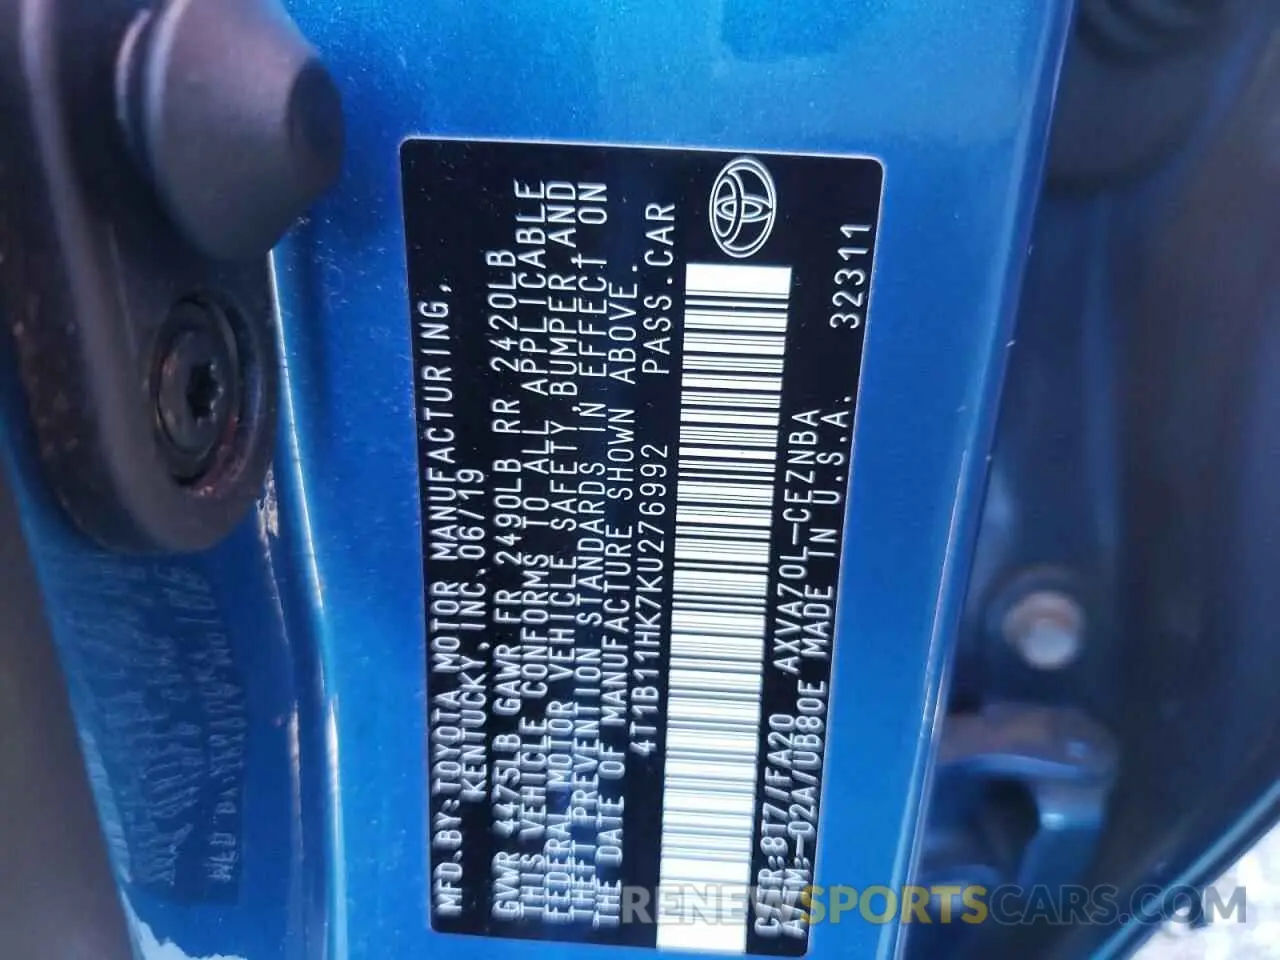 MFD.BY:TOYOTA MOTOR MANUFACTURING,
KENTUCKY, INC. 06/19
GVWR 4475LB GAWR FR 2490LB RR 2420LB
THIS VEHICLE CONFORMS TO ALL APPLICABLE
FEDERAL MOTOR VEHICLE SAFETY,BUMPER,AND
THEFT PREVENTION STANDARDS IN EFFECT ON
THE DATE OF MANUFACTURE SHOWN ABOVE.
4T1B11HK7KU276992 PASS.CAR
C/TR:8T7/FA20 AXVA70L-CEZNBA
A/TM:-02A/UB80E MADE IN U.S.A. 32311
RENEWSPORTSCARS.COM